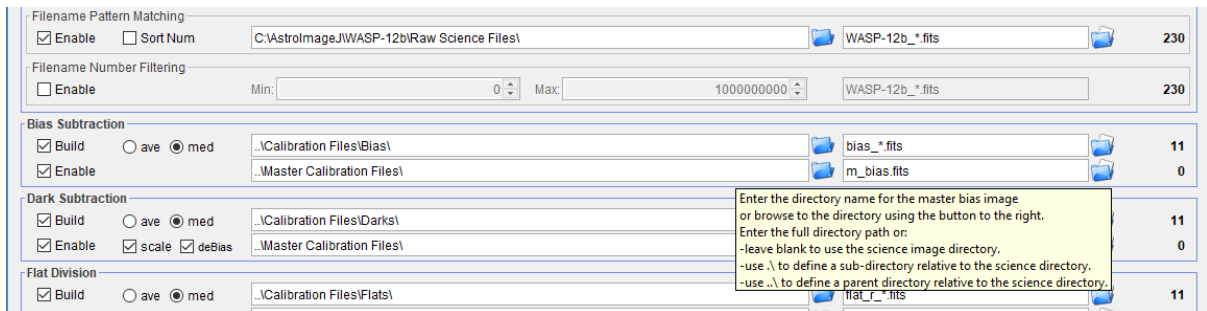 Filename Pattern Matching
Enable Sort Num C:\AstroImageJ\WASP-12b\Raw Science Files\ WASP-12b_*.fits 230
Filename Number Filtering
Enable Min: 0 Max: 1000000000 WASP-12b_*.fits 230
Bias Subtraction
Build ave med ..\Calibration Files\Bias\ bias_*.fits 11
Enable ..\Master Calibration Files\ m_bias.fits 0
Dark Subtraction
Build ave med ..\Calibration Files\Darks\ 11
Enable scale deBias ..\Master Calibration Files\ 0
Enter the directory name for the master bias image
or browse to the directory using the button to the right.
Enter the full directory path or:
-leave blank to use the science image directory.
-use .\ to define a sub-directory relative to the science directory.
-use ..\ to define a parent directory relative to the science directory.
Flat Division
Build ave med ..\Calibration Files\Flats\ flat_r_*.fits 11